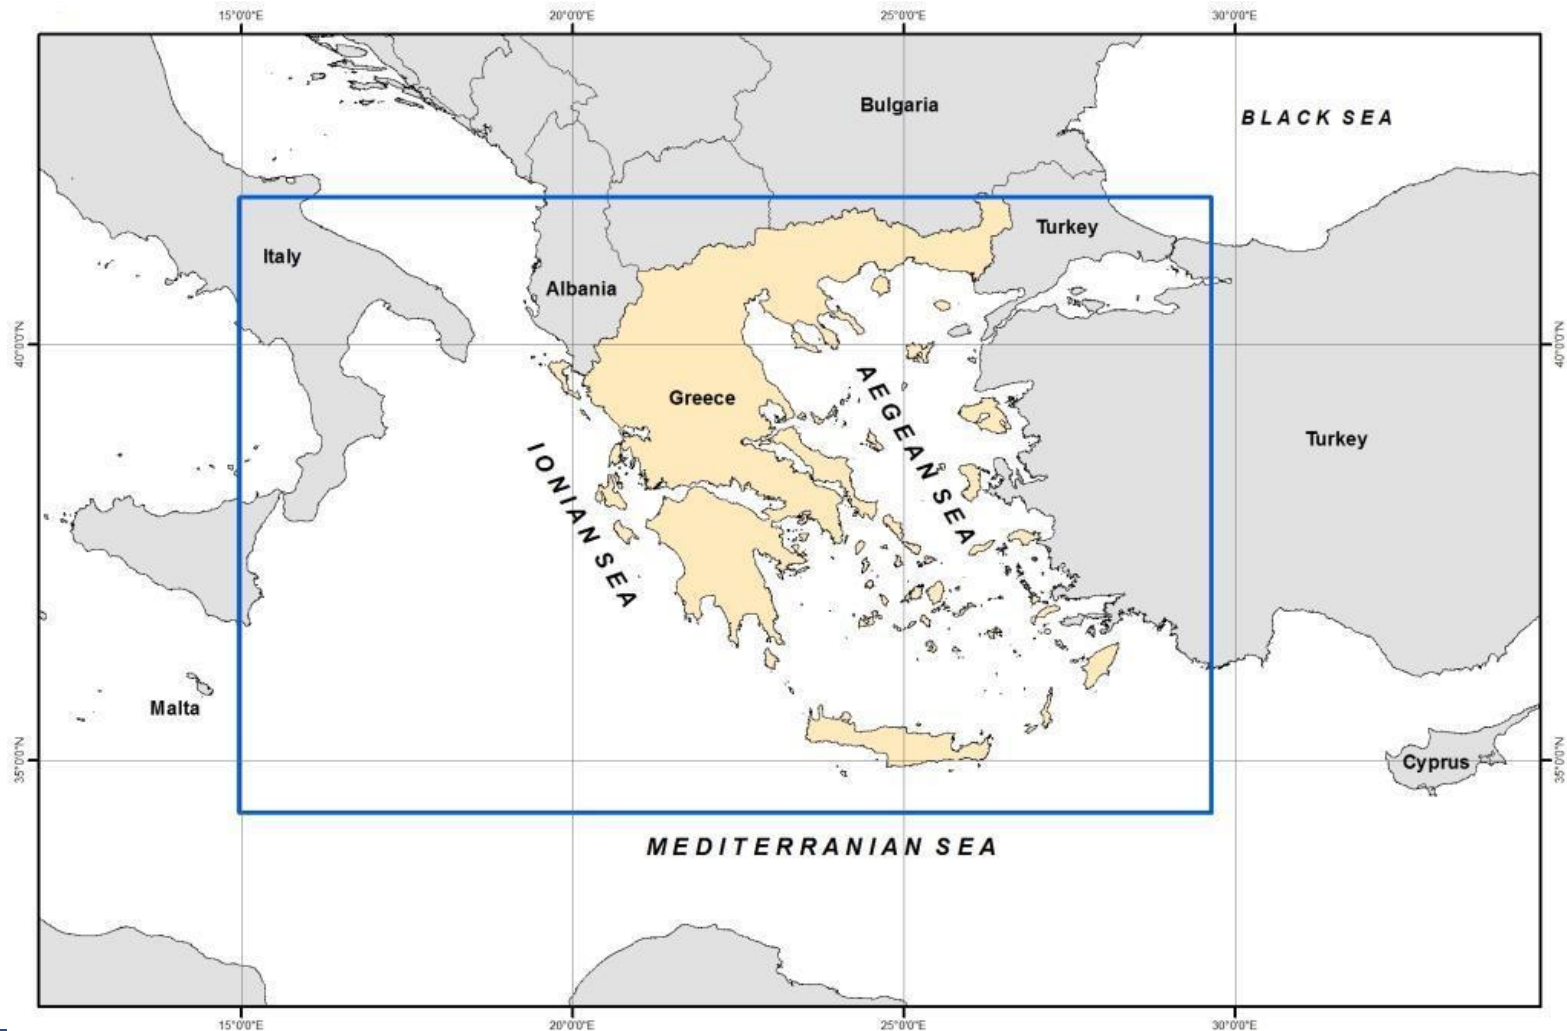 15°0'0"E 20°0'0"E 25°0'0"E 30°0'0"E
Bulgaria
BLACK SEA
Turkey
Italy
Albania
40°0'0"N 40°0'0"N
AEGEAN SEA
Greece
Turkey
IONIAN SEA
Malta
35°0'0"N 35°0'0"N
Cyprus
MEDITERRANIAN SEA
15°0'0"E 20°0'0"E 25°0'0"E 30°0'0"E